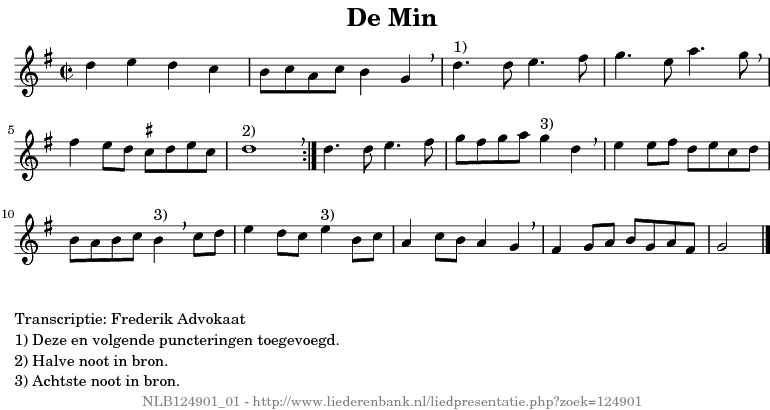 De Min
1)
5
2)
3)
10
3)
3)
Transcriptie: Frederik Advokaat
1) Deze en volgende puncteringen toegevoegd.
2) Halve noot in bron.
3) Achtste noot in bron.
NLB124901_01 - http://www.liederenbank.nl/liedpresentatie.php?zoek=124901